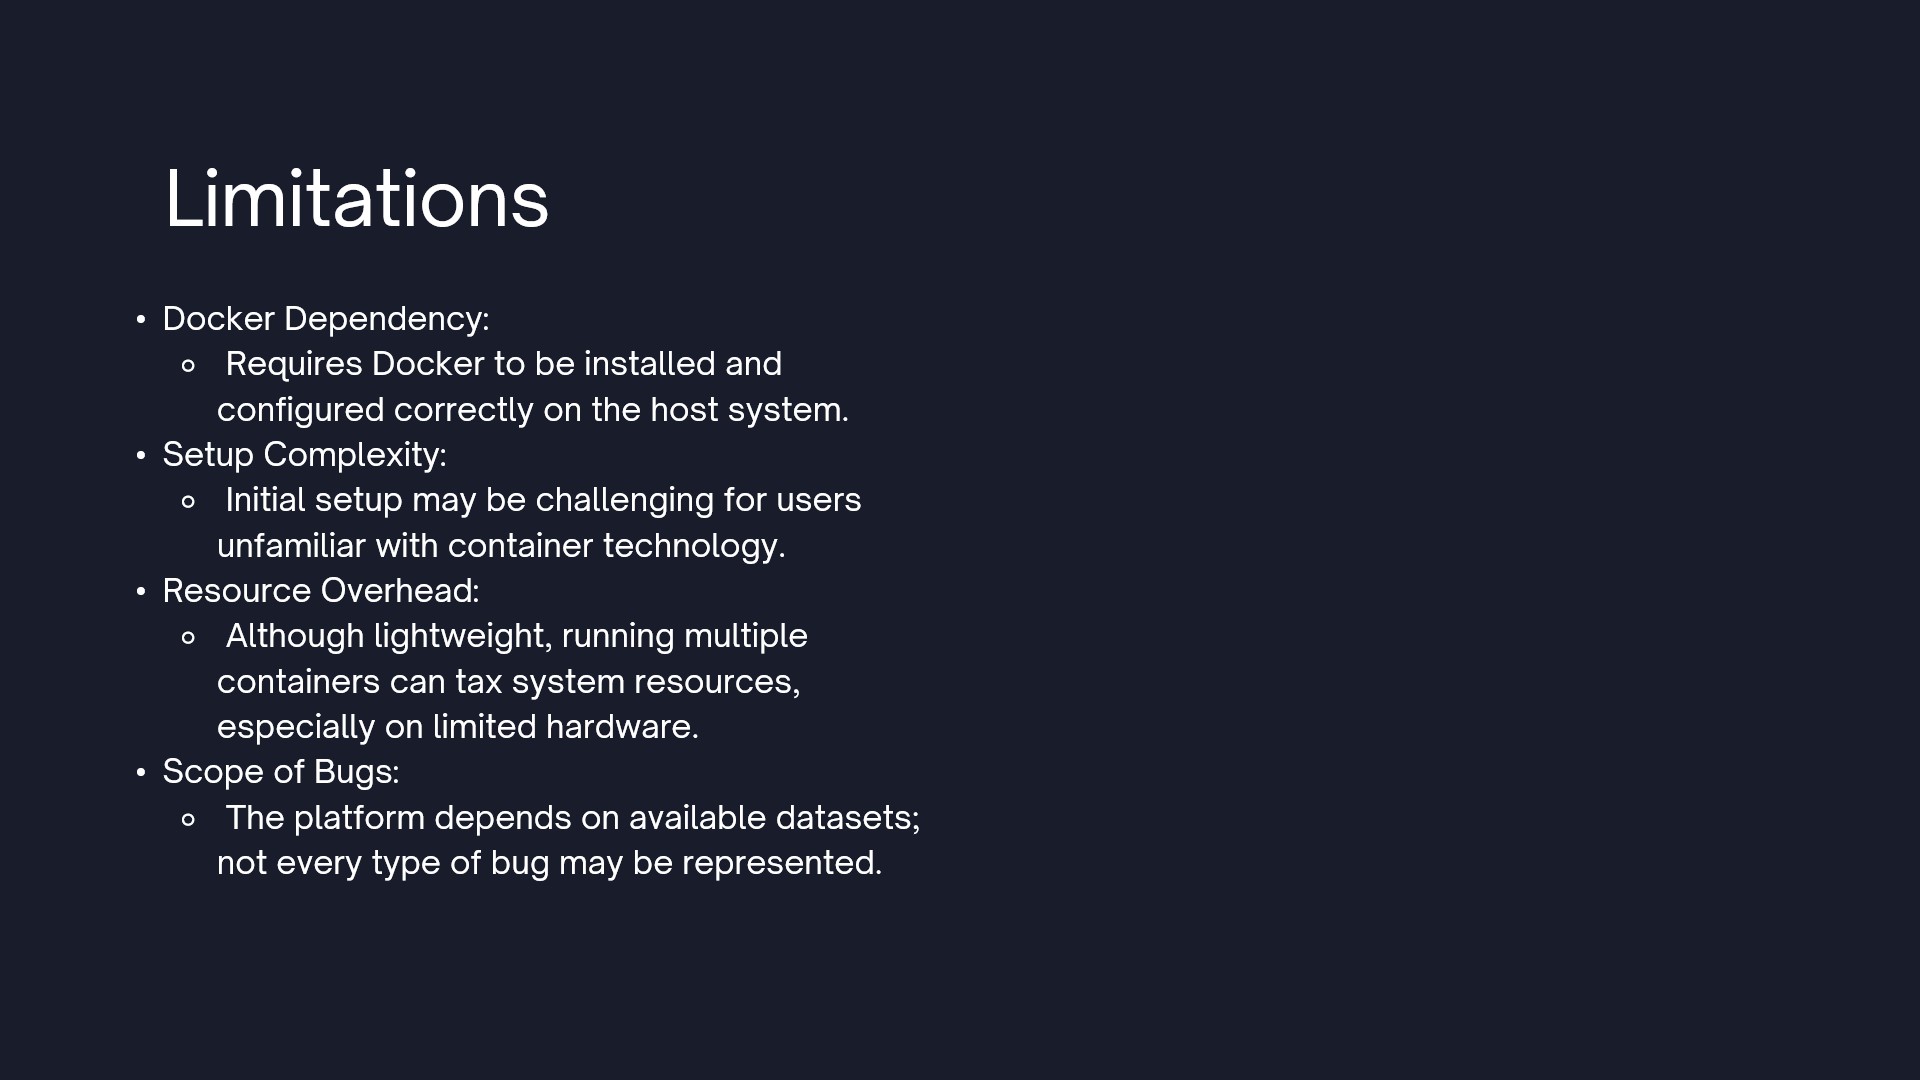 Limitations
• Docker Dependency:
◦ Requires Docker to be installed and
configured correctly on the host system.
• Setup Complexity:
◦ Initial setup may be challenging for users
unfamiliar with container technology.
• Resource Overhead:
◦ Although lightweight, running multiple
containers can tax system resources,
especially on limited hardware.
• Scope of Bugs:
◦ The platform depends on available datasets;
not every type of bug may be represented.